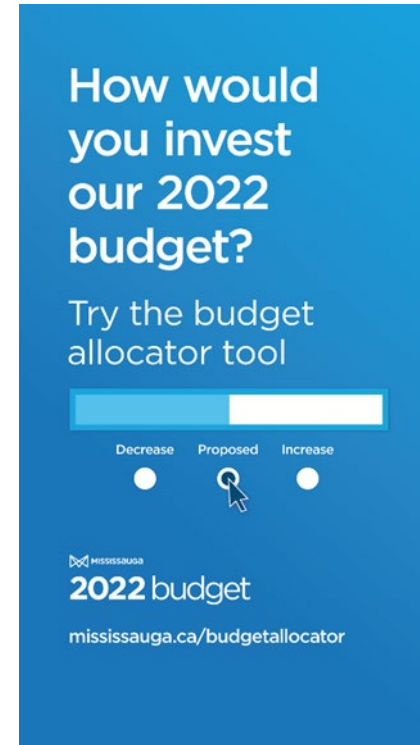 How would
you invest
our 2022
budget?
Try the budget
allocator tool
Decrease Proposed Increase
MISSISSAUGA
2022 budget
mississauga.ca/budgetallocator